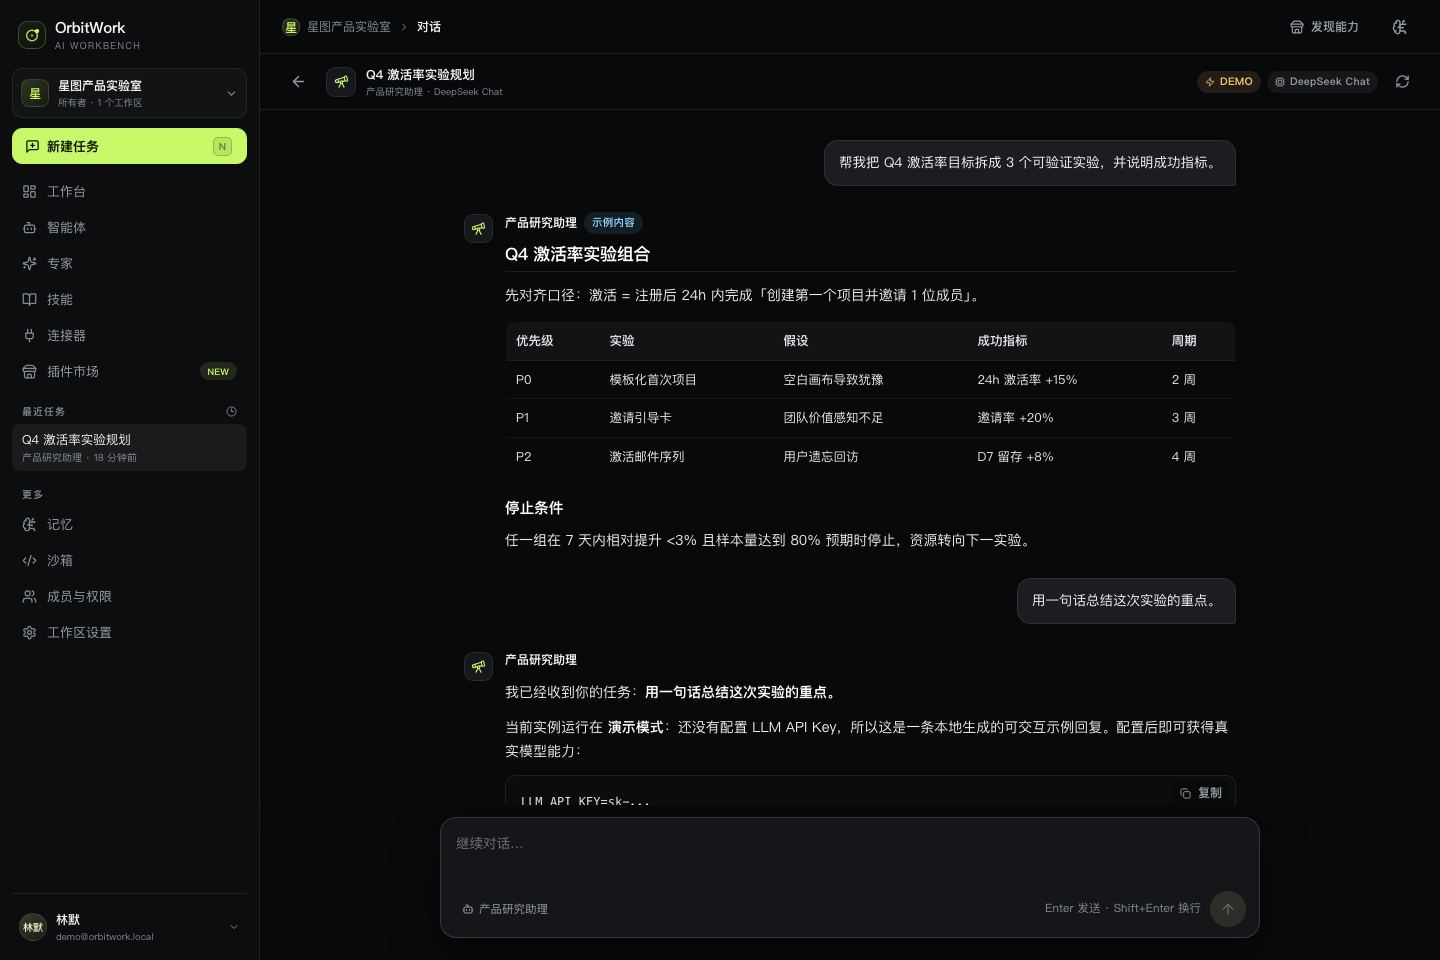 OrbitWork
AI WORKBENCH
星
星图产品实验室
所有者 · 1 个工作区
新建任务
N
工作台
智能体
专家
技能
连接器
插件市场
NEW
最近任务
Q4 激活率实验规划
产品研究助理 · 18 分钟前
更多
记忆
沙箱
成员与权限
工作区设置
林默
林默
demo@orbitwork.local
星 星图产品实验室 > 对话
发现能力
Q4 激活率实验规划
产品研究助理 · DeepSeek Chat
DEMO
DeepSeek Chat
帮我把 Q4 激活率目标拆成 3 个可验证实验，并说明成功指标。
产品研究助理 示例内容
Q4 激活率实验组合
先对齐口径：激活 = 注册后 24h 内完成「创建第一个项目并邀请 1 位成员」。
优先级 实验 假设 成功指标 周期
P0 模板化首次项目 空白画布导致犹豫 24h 激活率 +15% 2 周
P1 邀请引导卡 团队价值感知不足 邀请率 +20% 3 周
P2 激活邮件序列 用户遗忘回访 D7 留存 +8% 4 周
停止条件
任一组在 7 天内相对提升 <3% 且样本量达到 80% 预期时停止，资源转向下一实验。
用一句话总结这次实验的重点。
产品研究助理
我已经收到你的任务：用一句话总结这次实验的重点。
当前实例运行在 演示模式：还没有配置 LLM API Key，所以这是一条本地生成的可交互示例回复。配置后即可获得真
实模型能力：
复制
LLM_API_KEY=sk-...
继续对话...
产品研究助理
Enter 发送 · Shift+Enter 换行